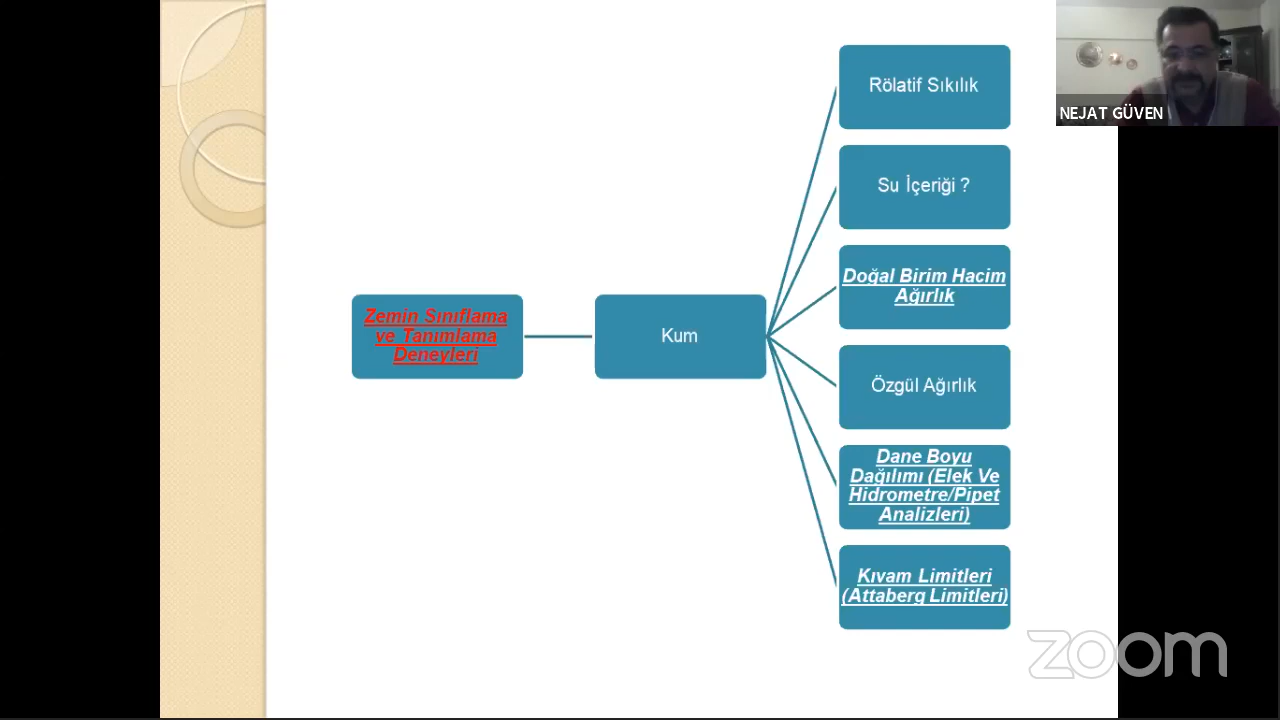 Rölatif Sıkılık
NEJAT GÜVEN
Su İçeriği ?
Doğal Birim Hacim
Ağırlık
Zemin Sınıflama
ve Tanımlama
Deneyleri
Kum
Özgül Ağırlık
Dane Boyu
Dağılımı (Elek Ve
Hidrometre/Pipet
Analizleri)
Kıvam Limitleri
(Attaberg Limitleri)
zoom